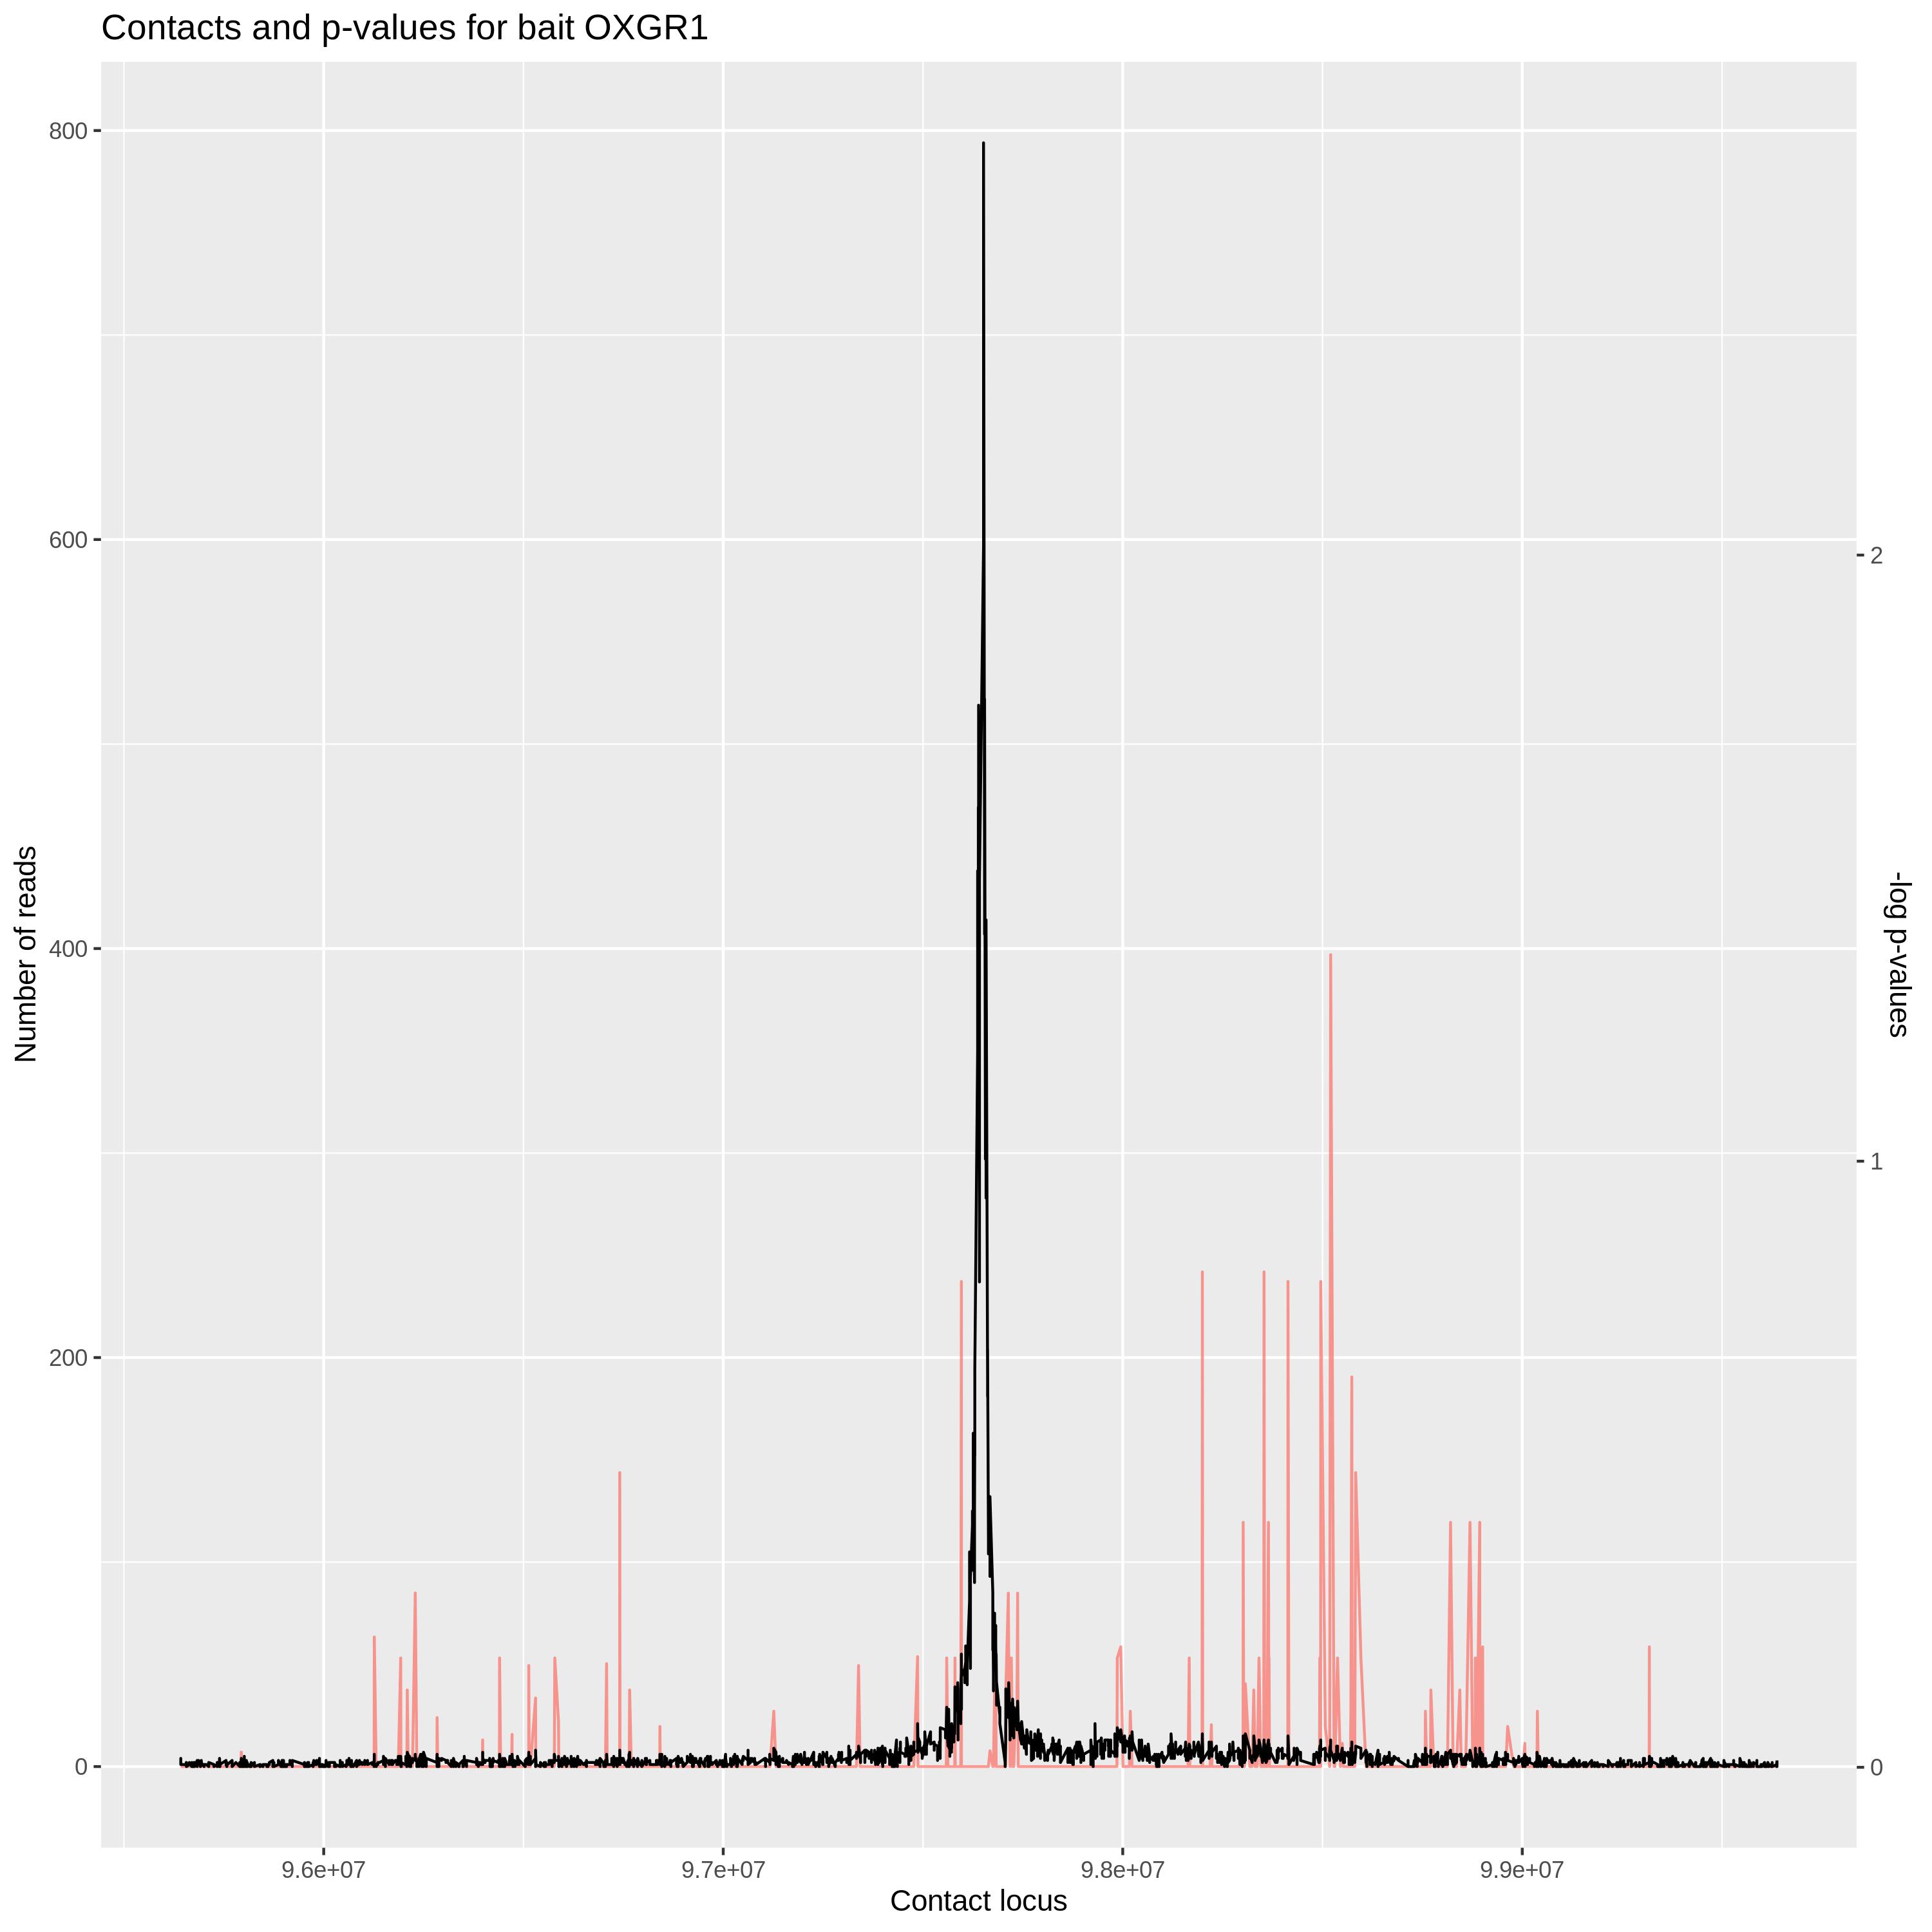 Contacts and p-values for bait OXGR1
800
600
400
200
0
Number of reads
2
1
0
-log p-values
9.6e+07
9.7e+07
9.8e+07
9.9e+07
Contact locus